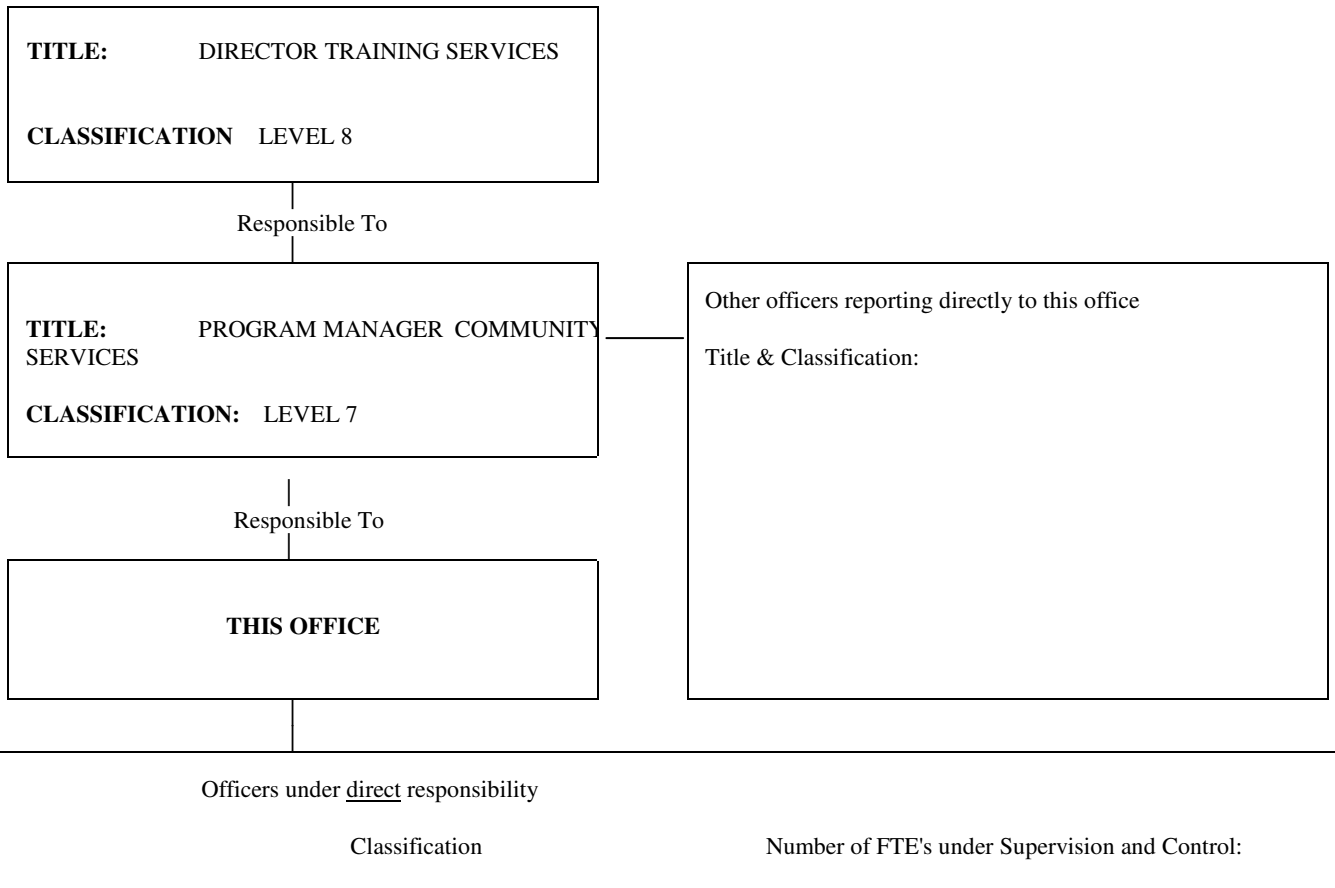 TITLE: DIRECTOR TRAINING SERVICES
CLASSIFICATION LEVEL 8
Responsible To
TITLE: PROGRAM MANAGER COMMUNITY
SERVICES
CLASSIFICATION: LEVEL 7
Other officers reporting directly to this office
Title & Classification:
Responsible To
THIS OFFICE
Officers under direct responsibility
Classification Number of FTE's under Supervision and Control: